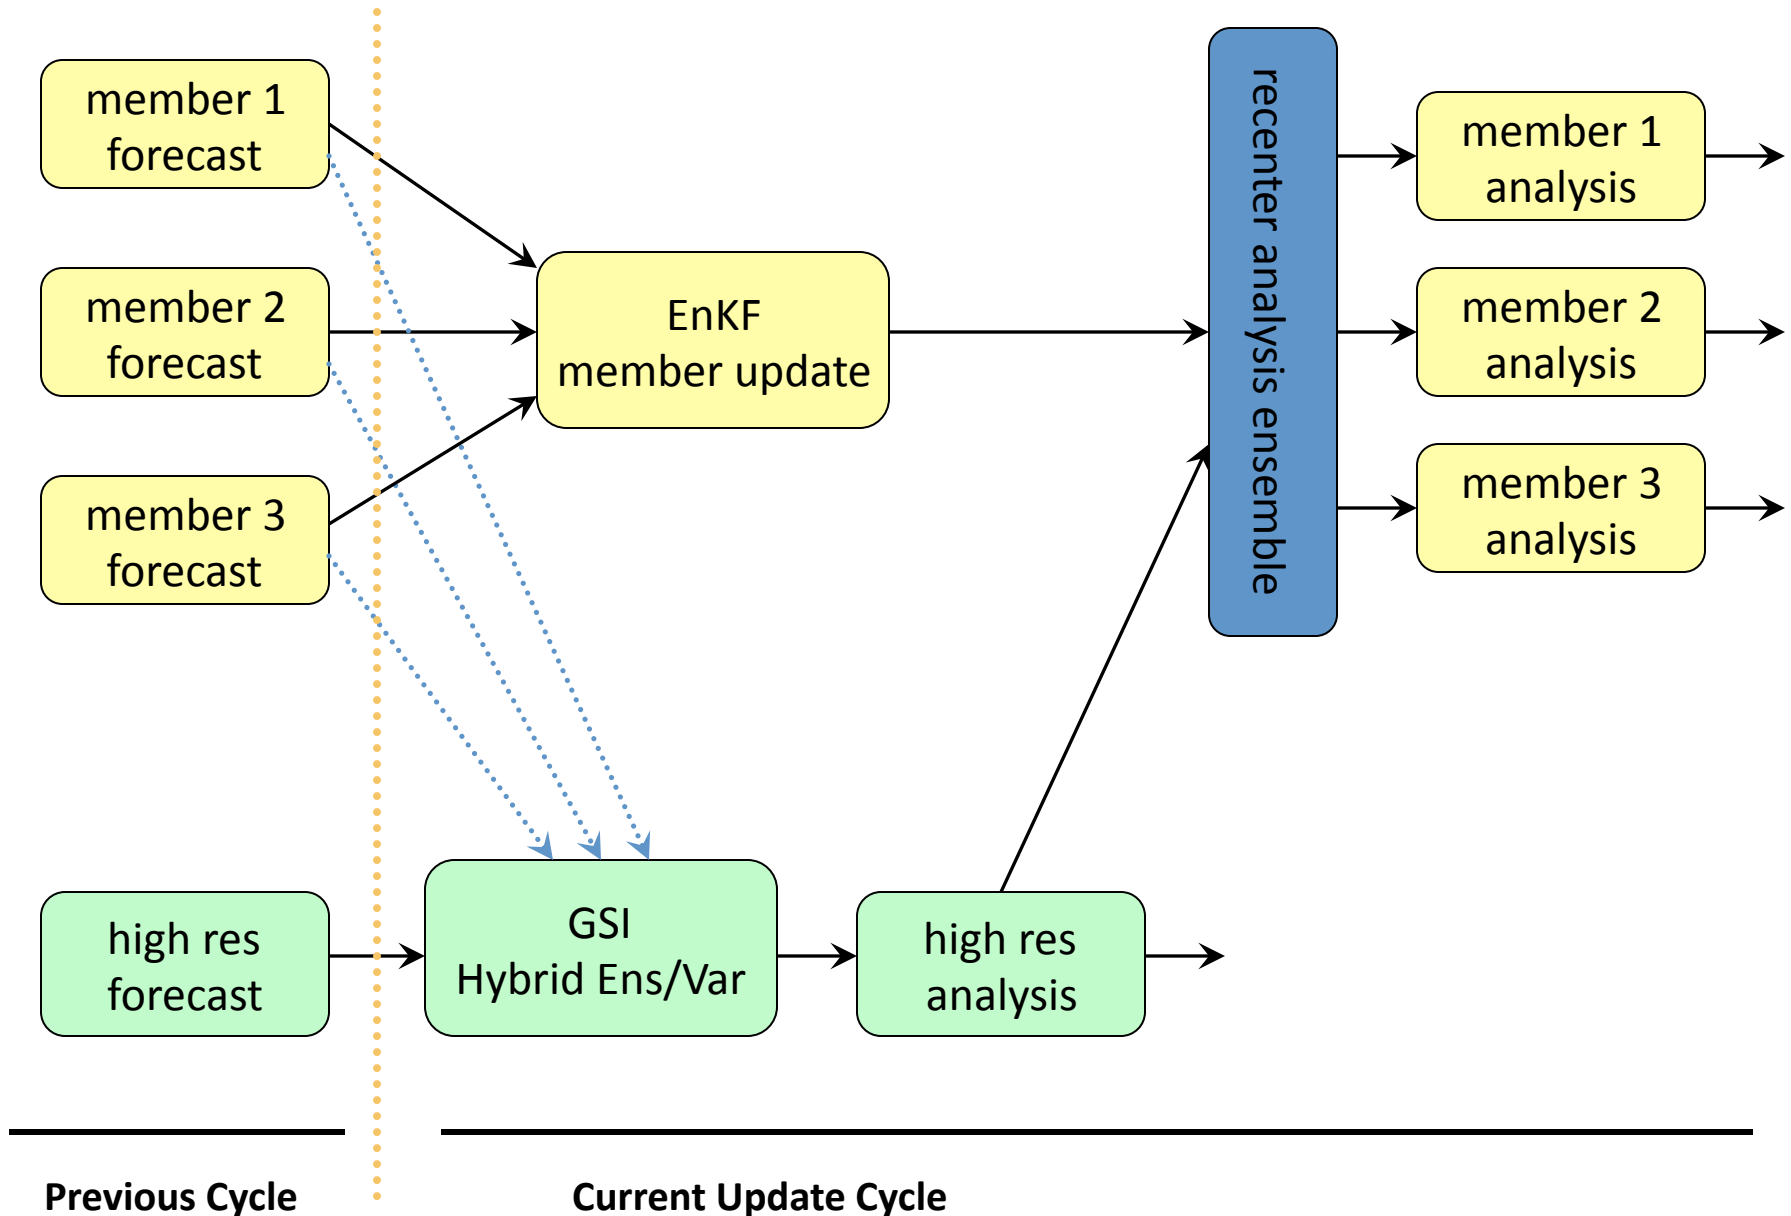 member 1
forecast
member 2
forecast
member 3
forecast
EnKF
member update
recenter analysis ensemble
member 1
analysis
member 2
analysis
member 3
analysis
high res
forecast
GSI
Hybrid Ens/Var
high res
analysis
Previous Cycle
Current Update Cycle